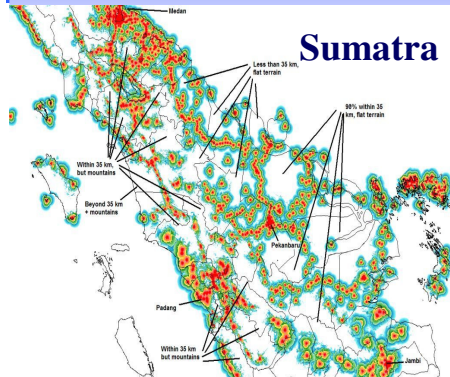 Medan
Sumatra
Less than 35 km,
flat terrain
90% within 35
km, flat terrain
Within 35 km,
but mountains
Beyond 35 km
+ mountains
Pekanbaru
Padang
Within 35 km
but mountains
Jambi